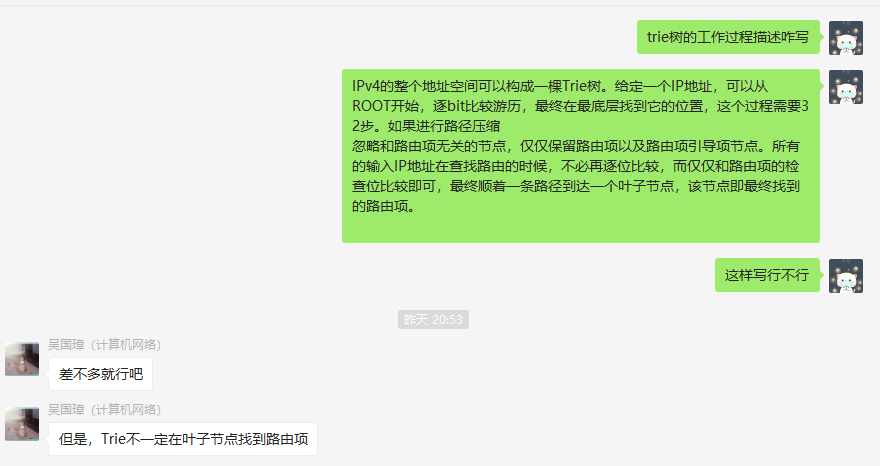 trie树的工作过程描述咋写
IPv4的整个地址空间可以构成一棵Trie树。给定一个IP地址，可以从
ROOT开始，逐bit比较游历，最终在最底层找到它的位置，这个过程需要3
2步。如果进行路径压缩
忽略和路由项无关的节点，仅仅保留路由项以及路由项引导项节点。所有
的输入IP地址在查找路由的时候，不必再逐位比较，而仅仅和路由项的检
查位比较即可，最终顺着一条路径到达一个叶子节点，该节点即最终找到
的路由项。
这样写行不行
昨天 20:53
吴国璋（计算机网络）
差不多就行吧
吴国璋（计算机网络）
但是，Trie不一定在叶子节点找到路由项